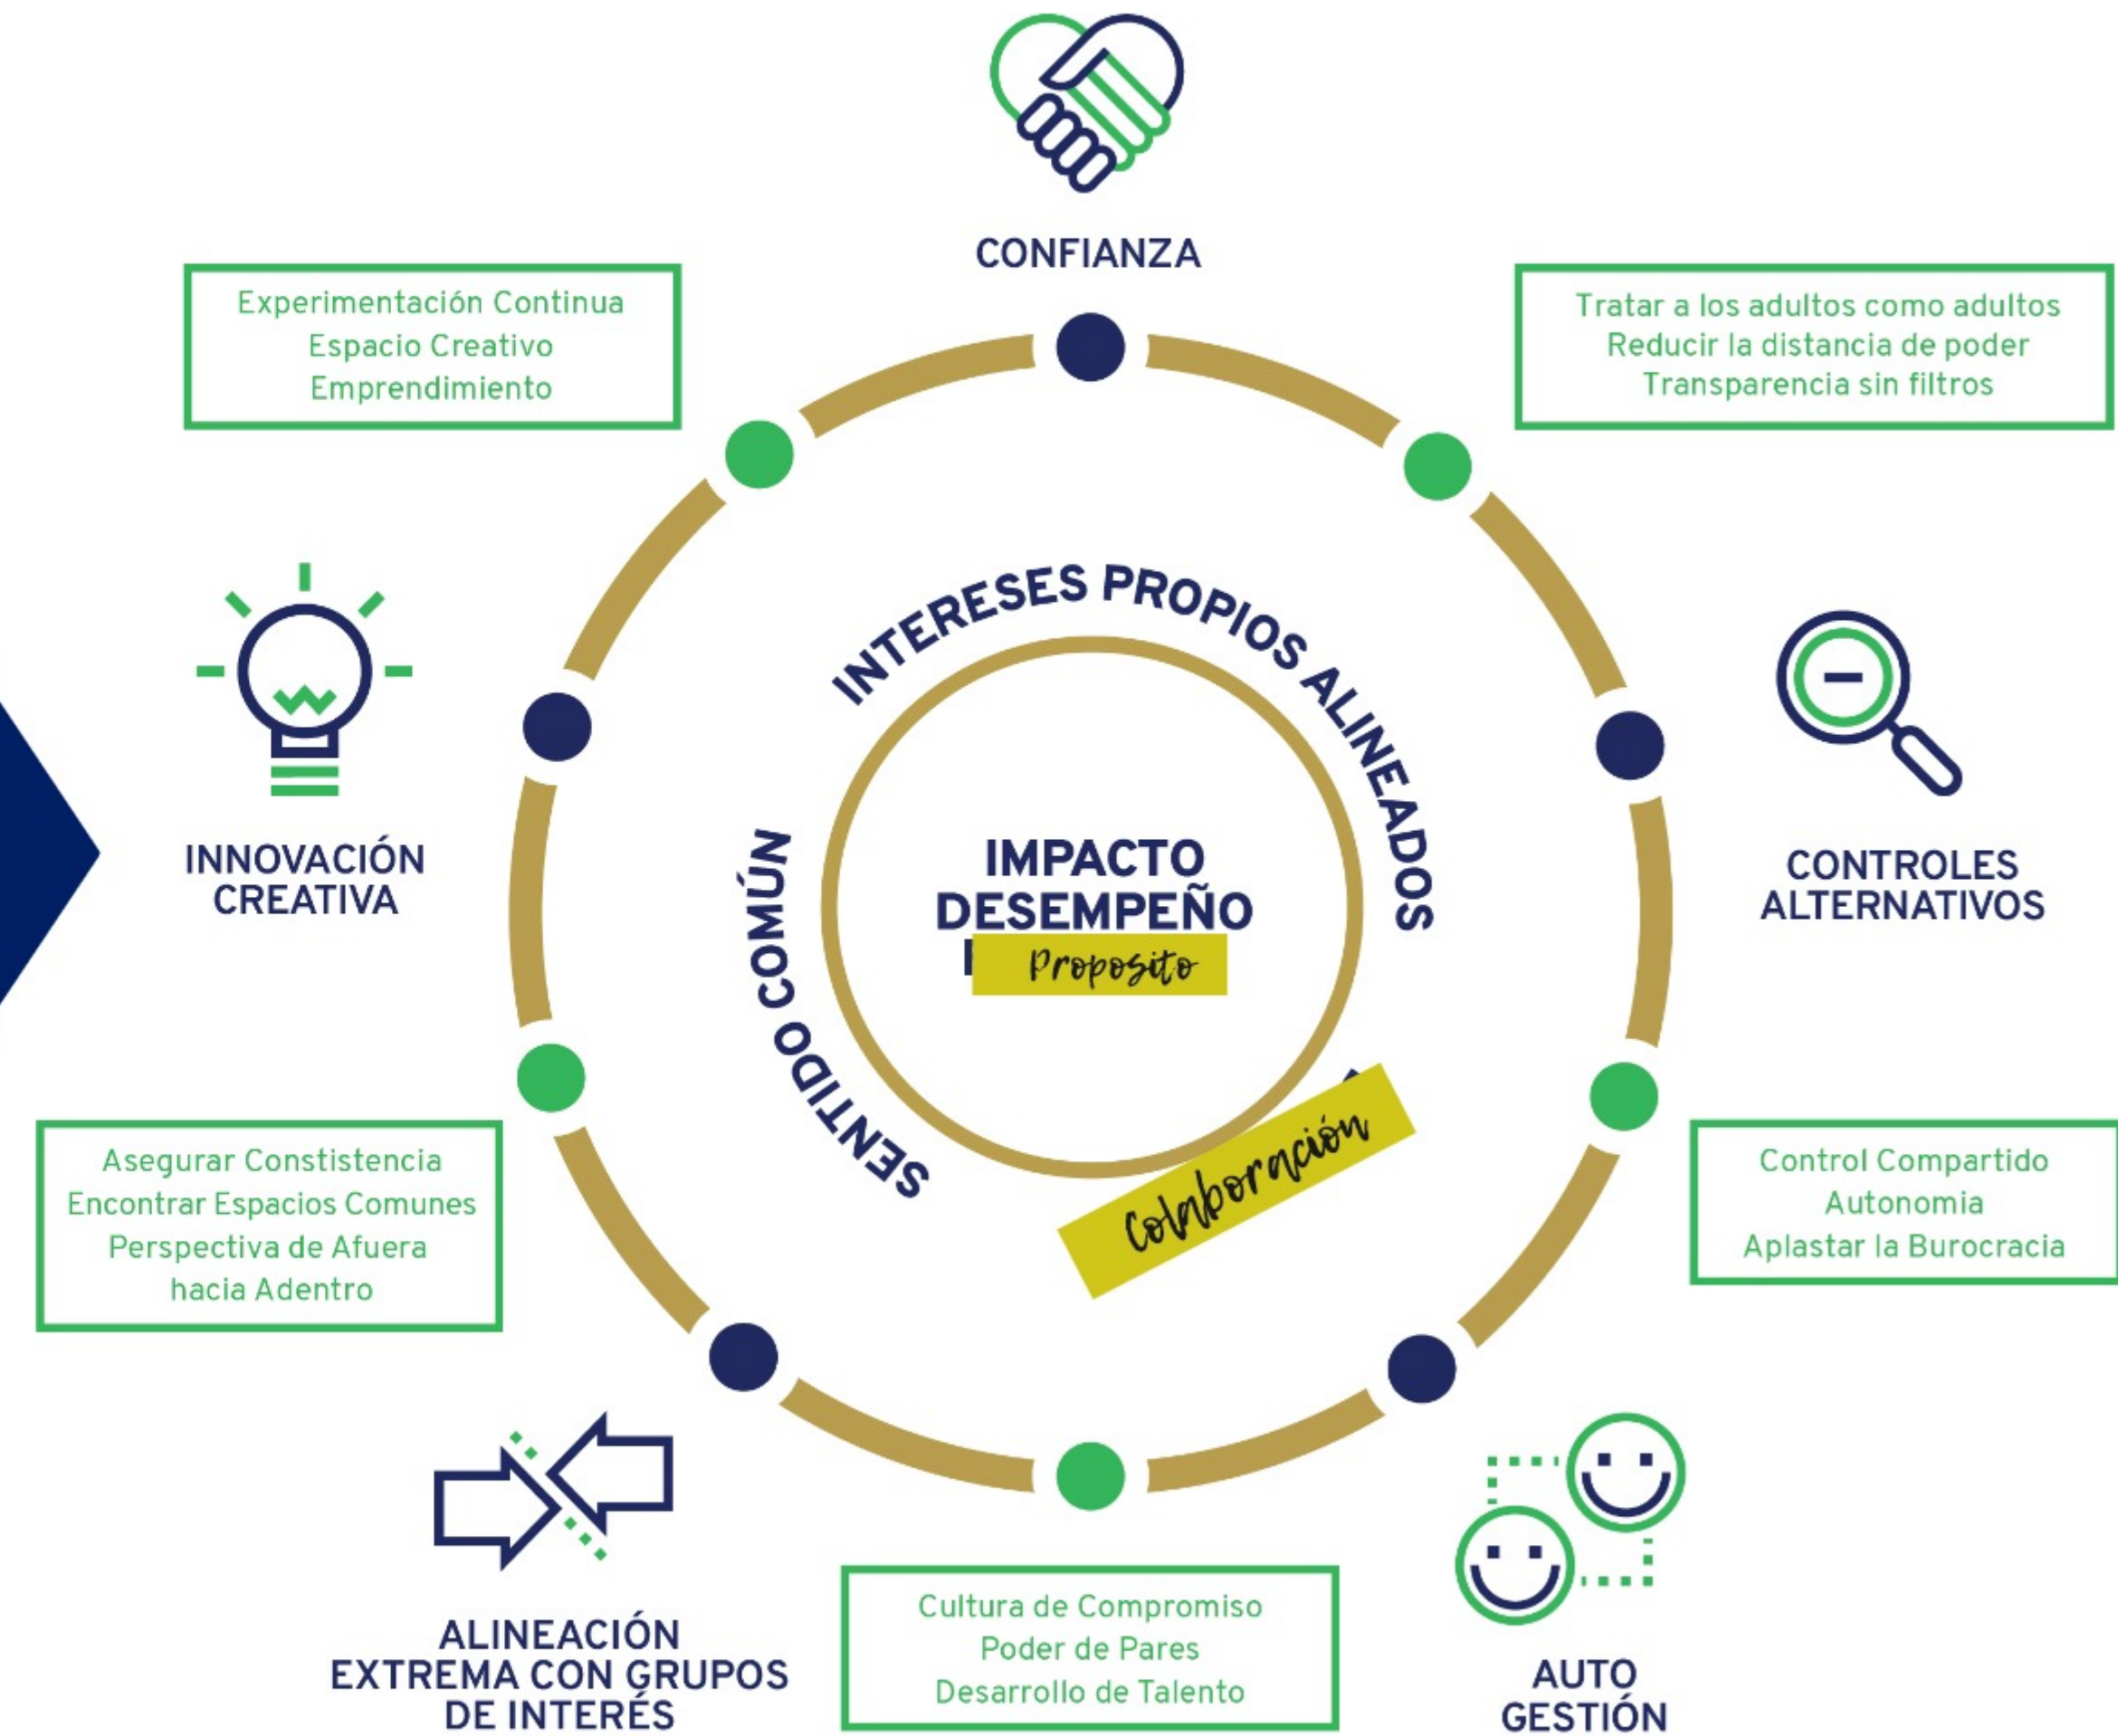 CONFIANZA
Experimentación Continua
Espacio Creativo
Emprendimiento
Tratar a los adultos como adultos
Reducir la distancia de poder
Transparencia sin filtros
INTERESES PROPIOS ALINEADOS
SENTIDO COMÚN
IMPACTO
DESEMPEÑO
Proposito
Colaboración
INNOVACIÓN
CREATIVA
CONTROLES
ALTERNATIVOS
Asegurar Constistencia
Encontrar Espacios Comunes
Perspectiva de Afuera
hacia Adentro
Control Compartido
Autonomia
Aplastar la Burocracia
ALINEACIÓN
EXTREMA CON GRUPOS
DE INTERÉS
Cultura de Compromiso
Poder de Pares
Desarrollo de Talento
AUTO
GESTIÓN